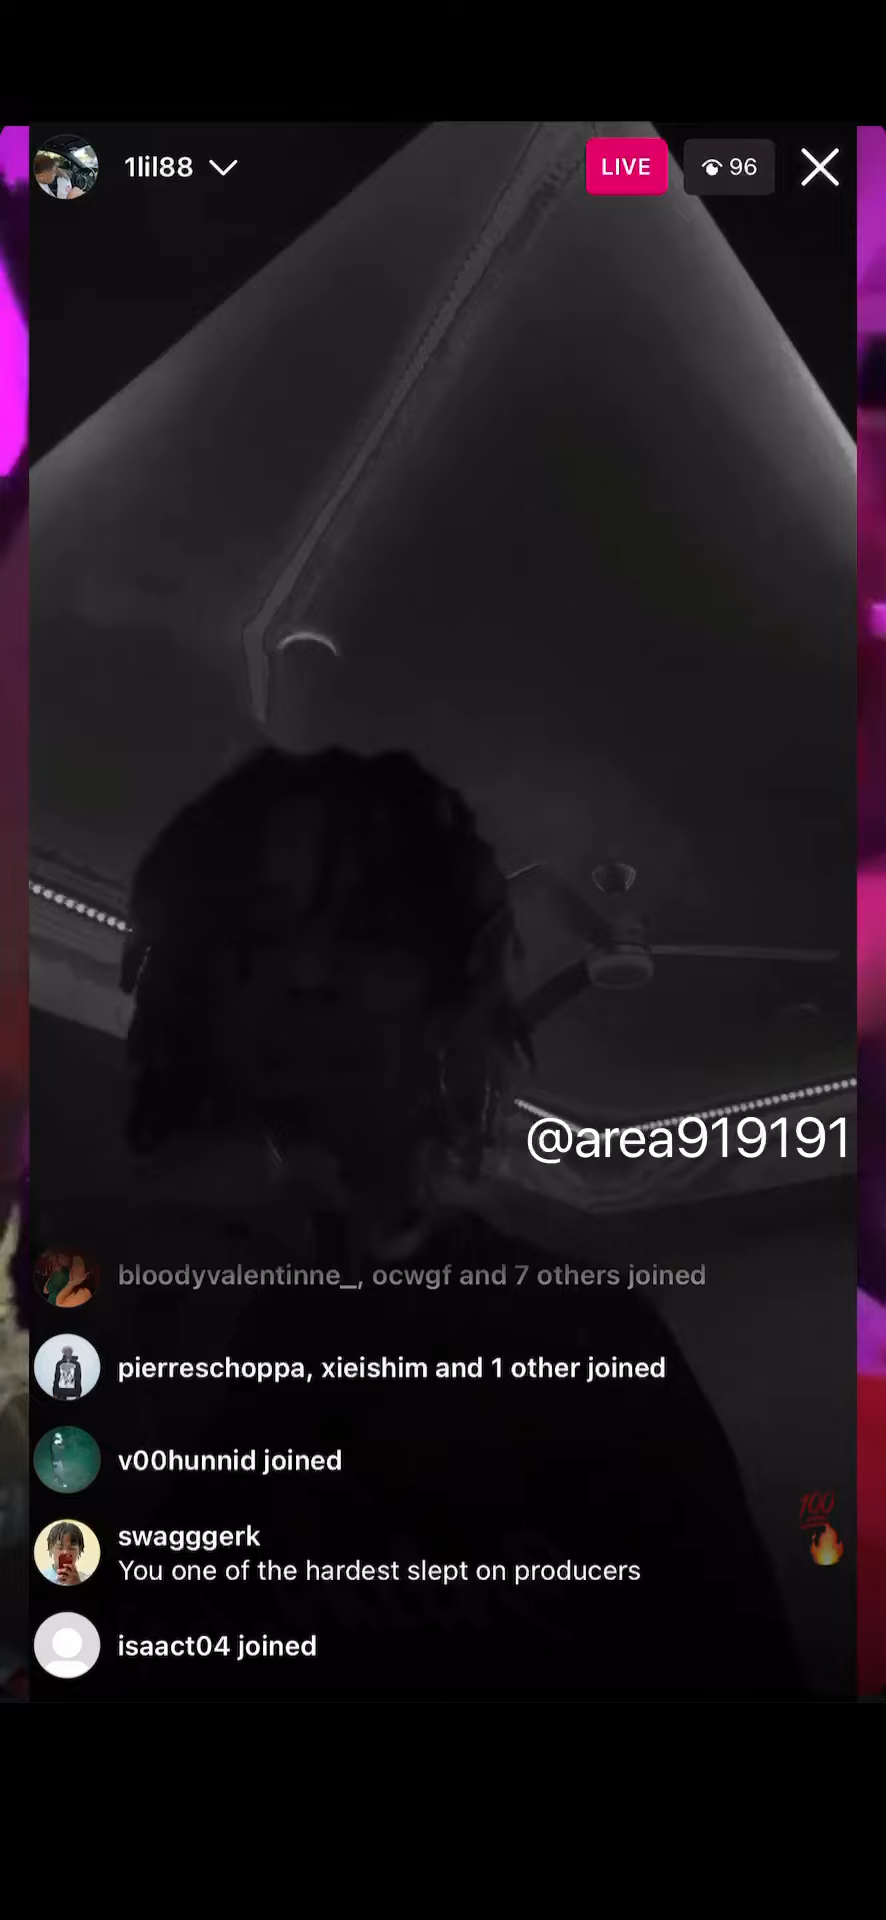 1lil88
LIVE
96
@area919191
bloodyvalentinne_, ocwgf and 7 others joined
pierreschoppa, xieishim and 1 other joined
v00hunnid joined
swagggerk
You one of the hardest slept on producers
💯
🔥
isaact04 joined